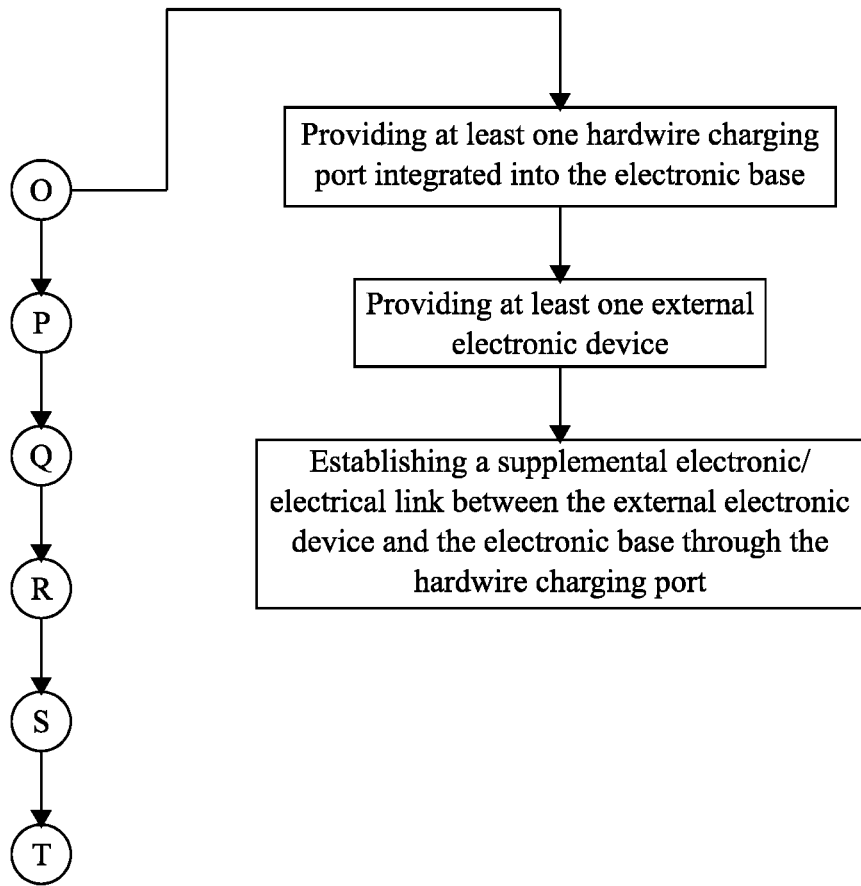 O
P
Q
R
S
T
Providing at least one hardwire charging
port integrated into the electronic base
Providing at least one external
electronic device
Establishing a supplemental electronic/
electrical link between the external electronic
device and the electronic base through the
hardwire charging port